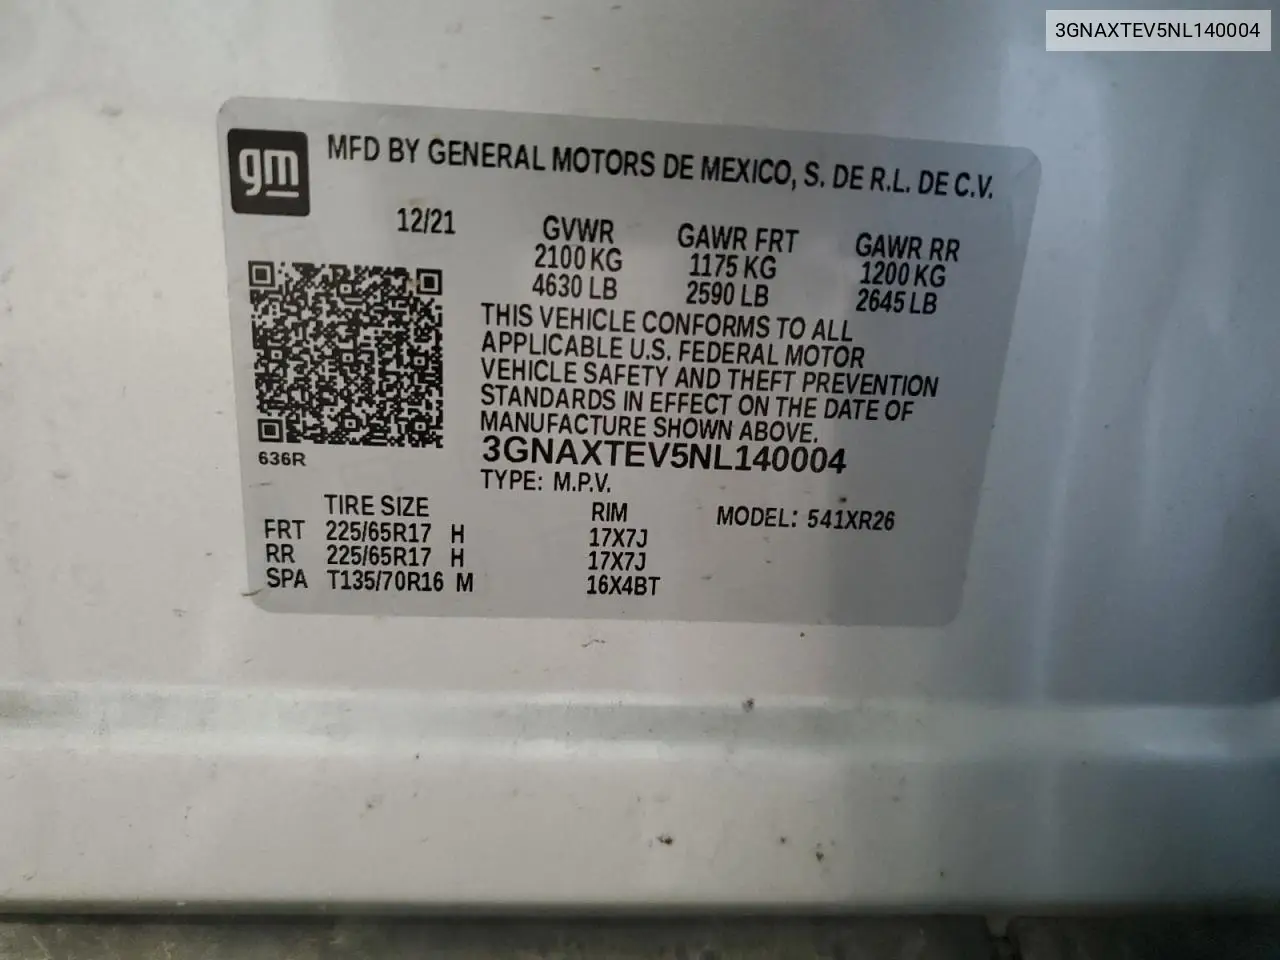 3GNAXTEV5NL140004
gm
MFD BY GENERAL MOTORS DE MEXICO, S. DE R.L. DE C.V.
12/21 GVWR GAWR FRT GAWR RR
2100 KG 1175 KG 1200 KG
4630 LB 2590 LB 2645 LB
THIS VEHICLE CONFORMS TO ALL
APPLICABLE U.S. FEDERAL MOTOR
VEHICLE SAFETY AND THEFT PREVENTION
STANDARDS IN EFFECT ON THE DATE OF
MANUFACTURE SHOWN ABOVE.
636R 3GNAXTEV5NL140004
TYPE: M.P.V.
TIRE SIZE RIM MODEL: 541XR26
FRT 225/65R17 H 17X7J
RR 225/65R17 H 17X7J
SPA T135/70R16 M 16X4BT